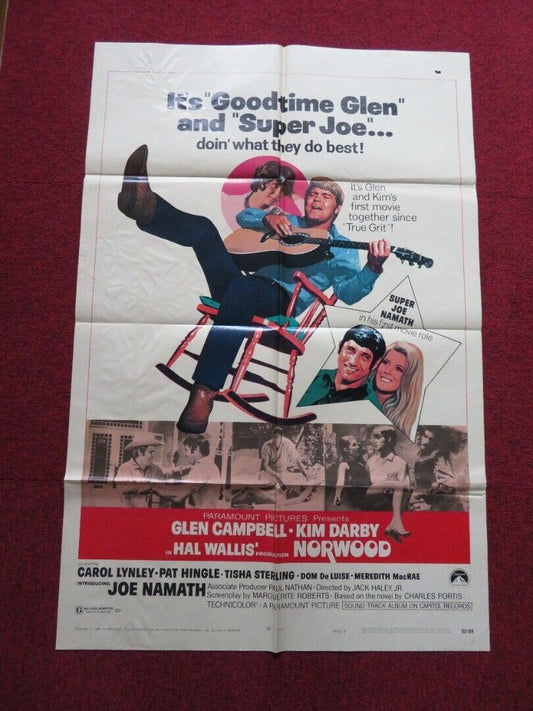 It's "Goodtime Glen"
and "Super Joe"...
doin' what they do best!
It's Glen
and Kim's
first movie
together since
'True Grit'!
SUPER
JOE
NAMATH
in his first movie role
PARAMOUNT PICTURES Presents
GLEN CAMPBELL · KIM DARBY
IN HAL WALLIS' PRODUCTION NORWOOD
CAROL LYNLEY · PAT HINGLE · TISHA STERLING · DOM DE LUISE · MEREDITH MacRAE
INTRODUCING JOE NAMATH
Associate Producer PAUL NATHAN · Directed by JACK HALEY, JR.
Screenplay by MARGUERITE ROBERTS · Based on the novel by CHARLES PORTIS
TECHNICOLOR® · A PARAMOUNT PICTURE SOUND TRACK ALBUM ON CAPITOL RECORDS
G
Paramount